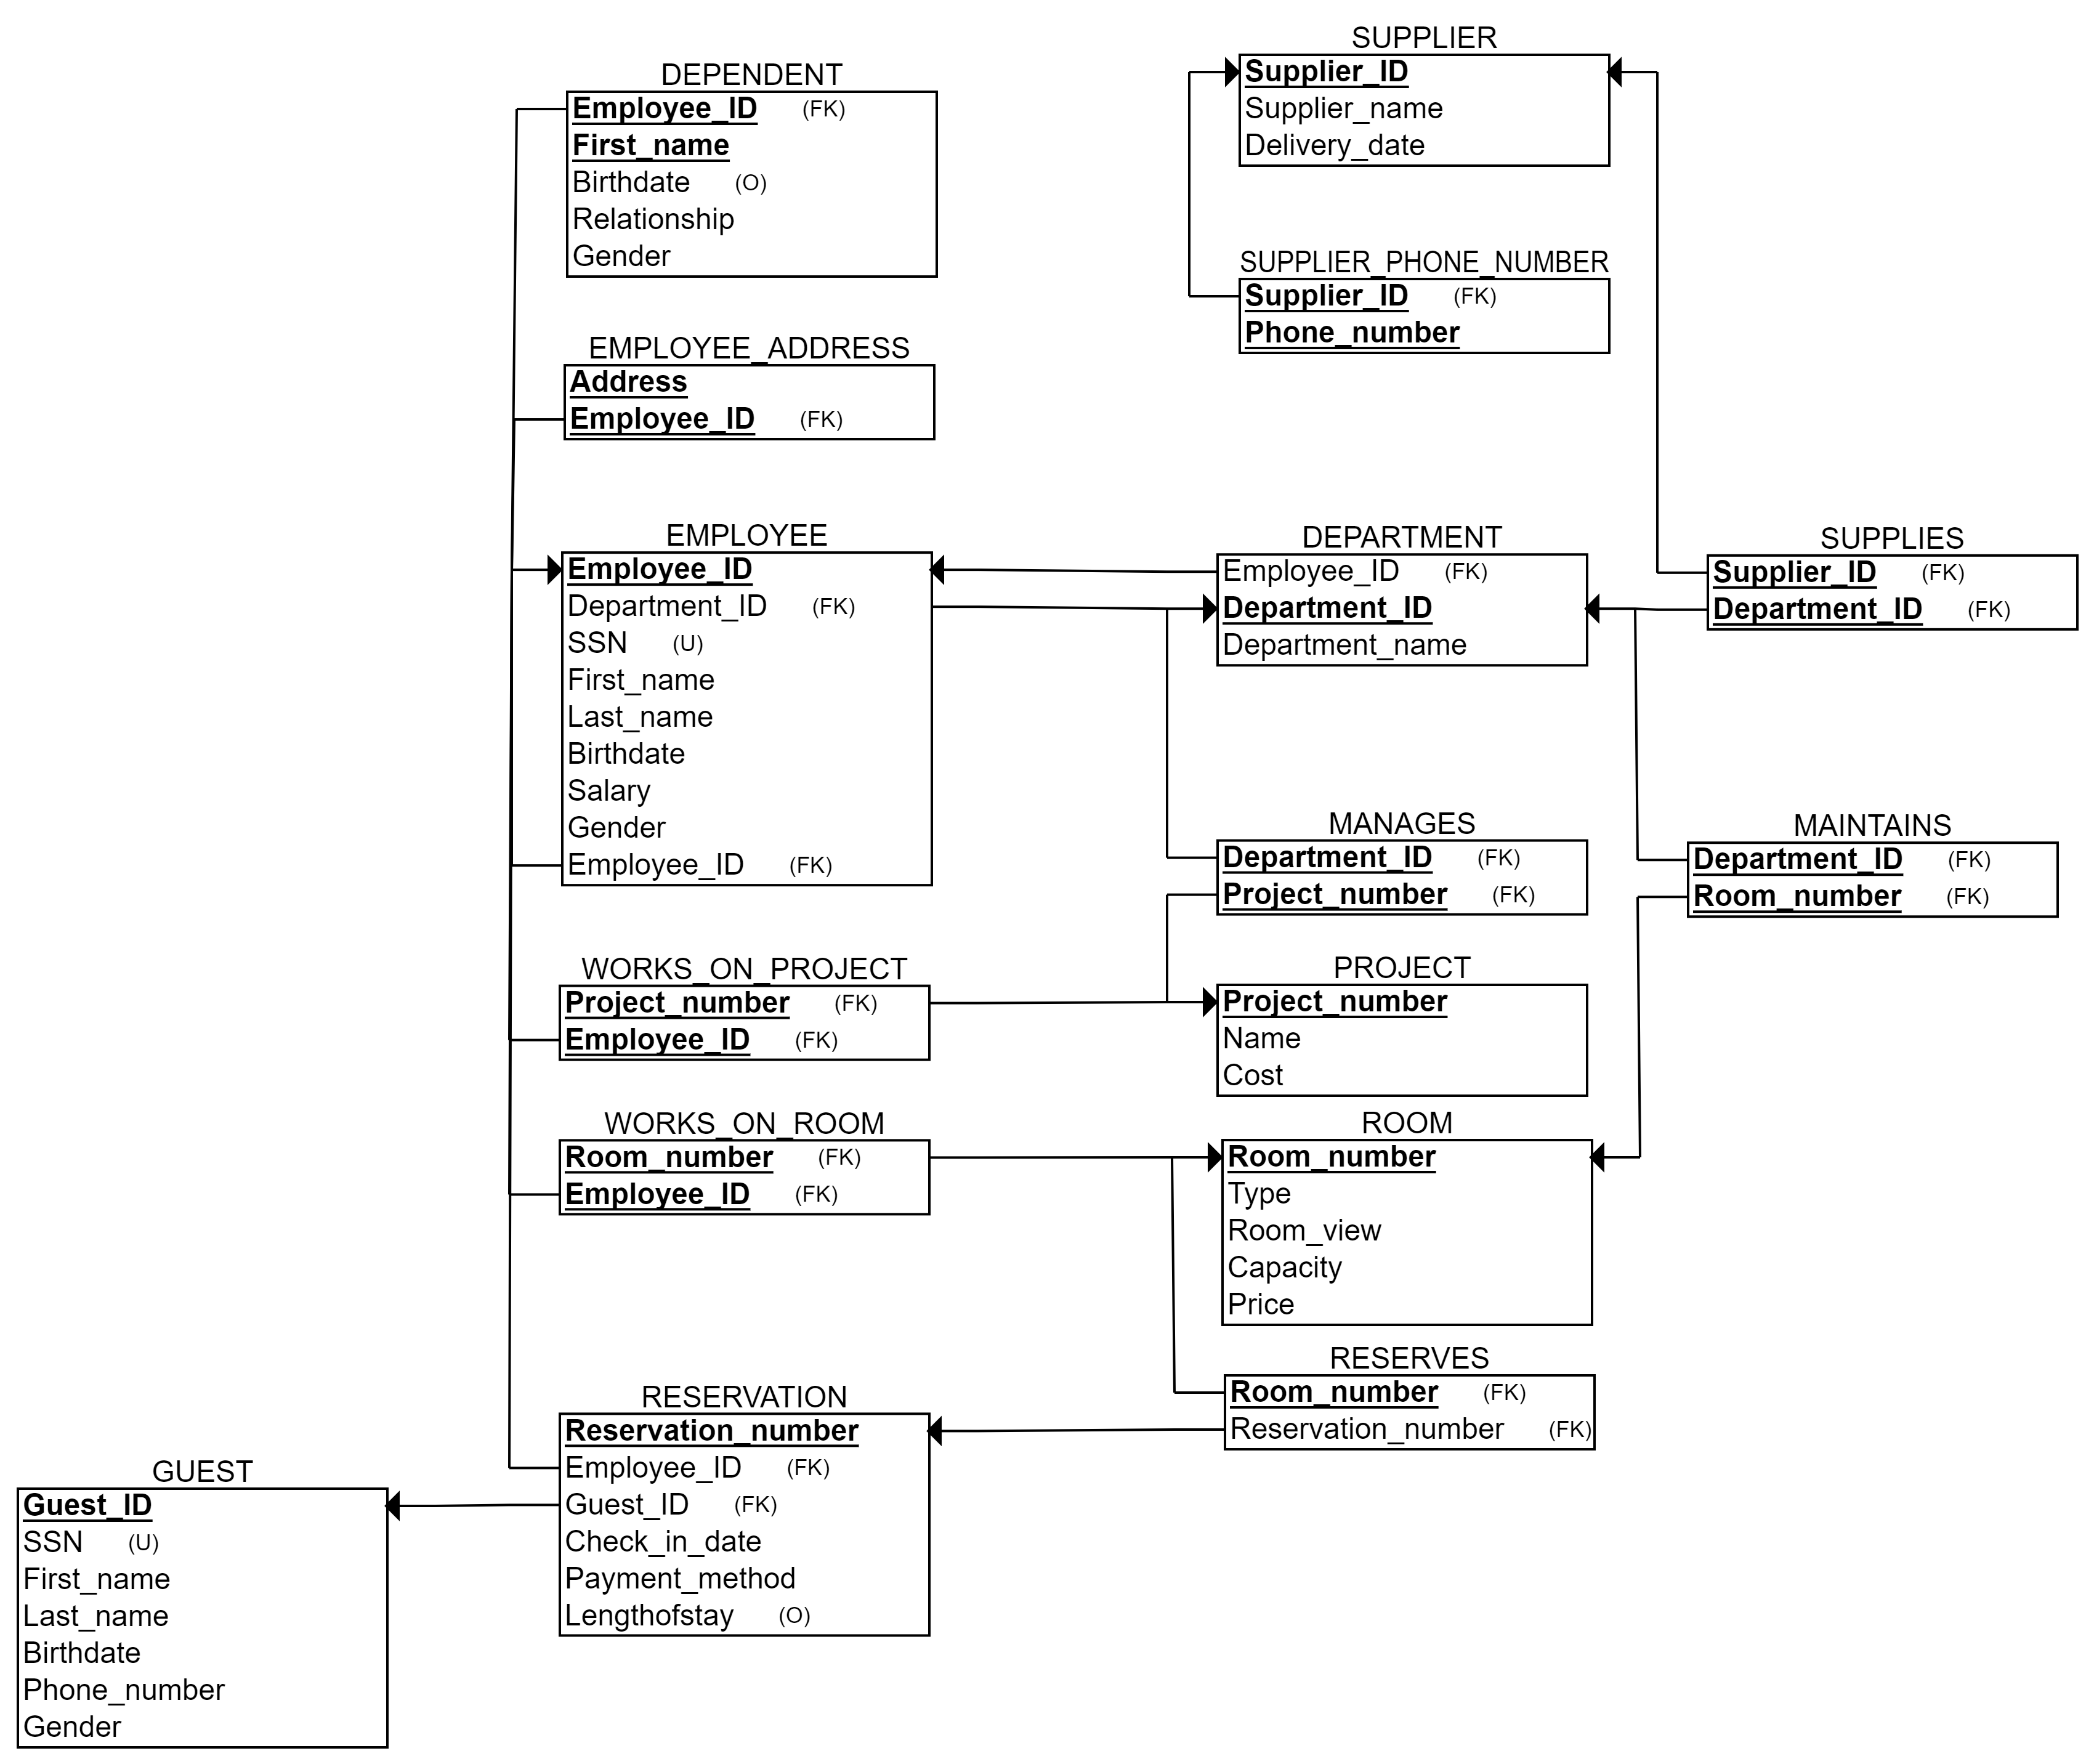 DEPENDENT
Employee_ID (FK)
First_name
Birthdate (O)
Relationship
Gender
EMPLOYEE_ADDRESS
Address
Employee_ID (FK)
EMPLOYEE
Employee_ID
Department_ID (FK)
SSN (U)
First_name
Last_name
Birthdate
Salary
Gender
Employee_ID (FK)
WORKS_ON_PROJECT
Project_number (FK)
Employee_ID (FK)
WORKS_ON_ROOM
Room_number (FK)
Employee_ID (FK)
RESERVATION
Reservation_number
Employee_ID (FK)
Guest_ID (FK)
Check_in_date
Payment_method
Lengthofstay (O)
GUEST
Guest_ID
SSN (U)
First_name
Last_name
Birthdate
Phone_number
Gender
SUPPLIER
Supplier_ID
Supplier_name
Delivery_date
SUPPLIER_PHONE_NUMBER
Supplier_ID (FK)
Phone_number
DEPARTMENT
Employee_ID (FK)
Department_ID
Department_name
MANAGES
Department_ID (FK)
Project_number (FK)
PROJECT
Project_number
Name
Cost
ROOM
Room_number
Type
Room_view
Capacity
Price
RESERVES
Room_number (FK)
Reservation_number (FK)
SUPPLIES
Supplier_ID (FK)
Department_ID (FK)
MAINTAINS
Department_ID (FK)
Room_number (FK)